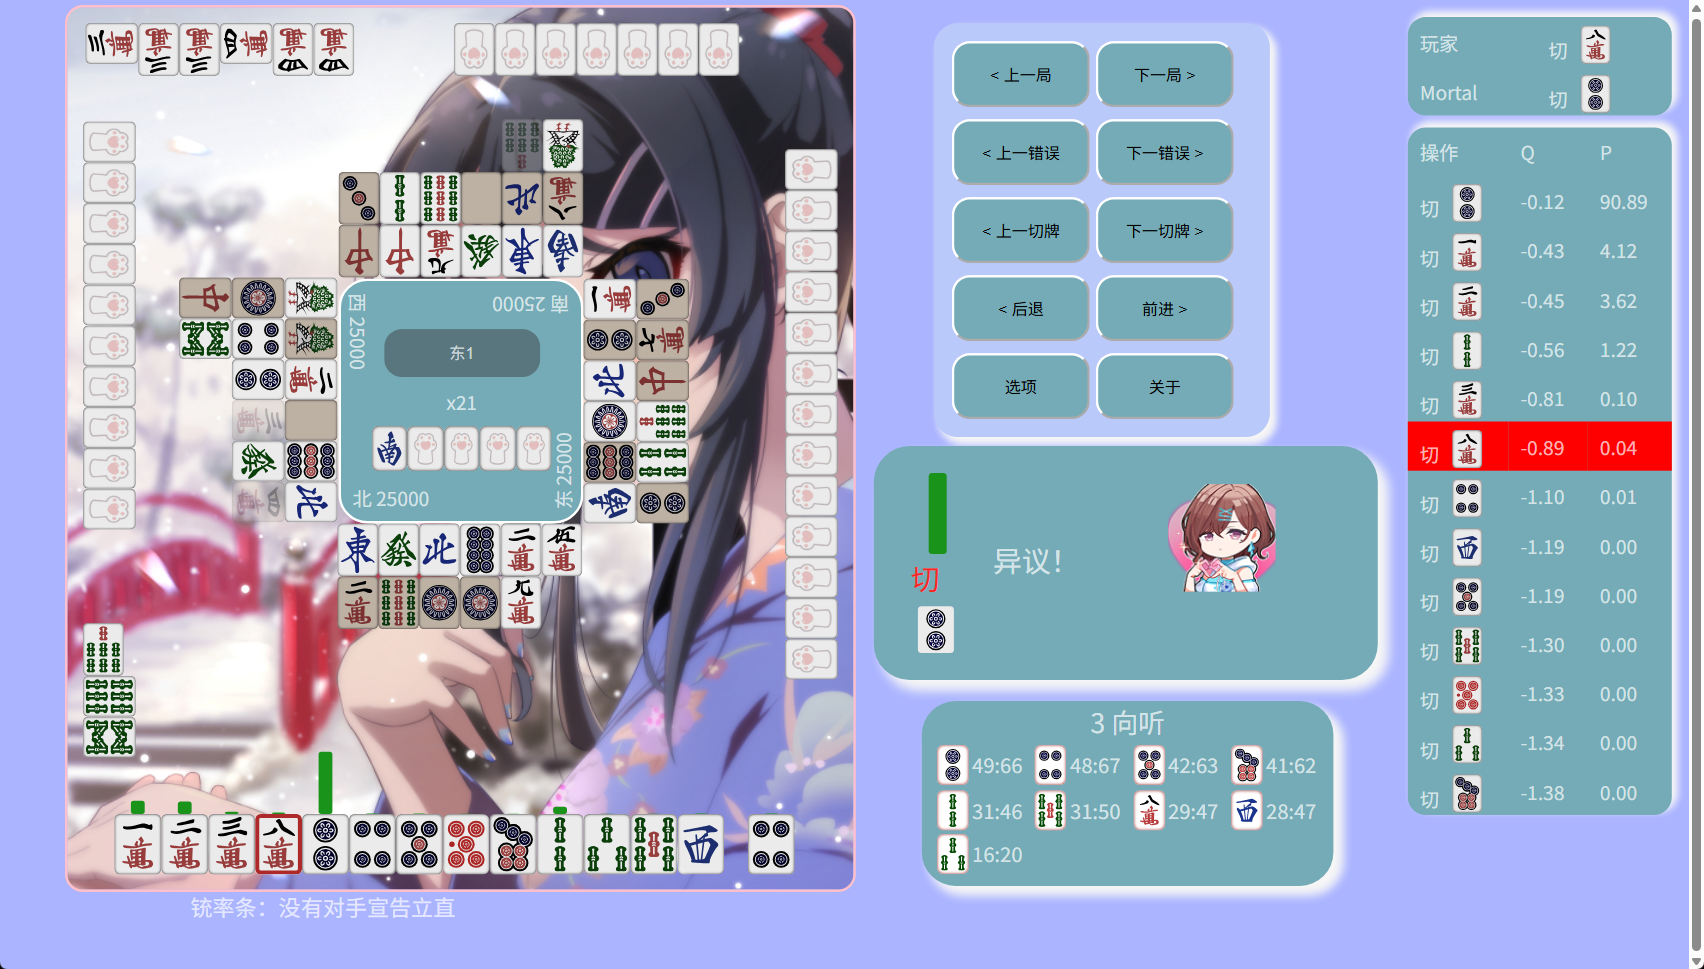 < 上一局
下一局 >
< 上一错误
下一错误 >
< 上一切牌
下一切牌 >
< 后退
前进 >
选项
关于
玩家 切
Mortal 切
操作 Q P
切 -0.12 90.89
切 -0.43 4.12
切 -0.45 3.62
切 -0.56 1.22
切 -0.81 0.10
切 -0.89 0.04
切 -1.10 0.01
切 -1.19 0.00
切 -1.19 0.00
切 -1.30 0.00
切 -1.33 0.00
切 -1.34 0.00
切 -1.38 0.00
南 25000
西 25000
东1
x21
东 25000
北 25000
切
异议!
3 向听
49:66 48:67 42:63 41:62
31:46 31:50 29:47 28:47
16:20
铳率条：没有对手宣告立直